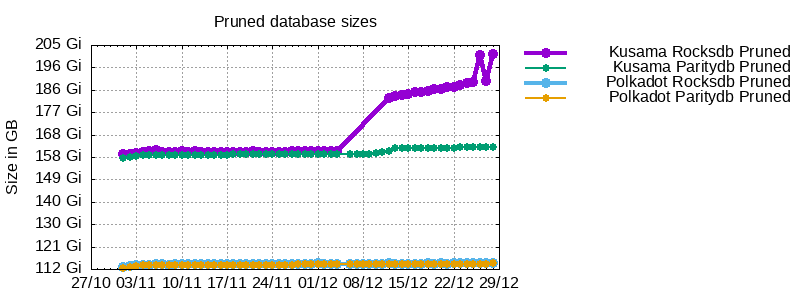 Pruned database sizes
Size in GB
205 Gi
196 Gi
186 Gi
177 Gi
168 Gi
158 Gi
149 Gi
140 Gi
130 Gi
121 Gi
112 Gi
27/10 03/11 10/11 17/11 24/11 01/12 08/12 15/12 22/12 29/12
Kusama Rocksdb Pruned
Kusama Paritydb Pruned
Polkadot Rocksdb Pruned
Polkadot Paritydb Pruned